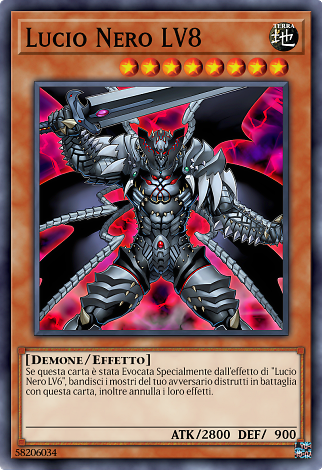 Lucio Nero LV8
TERRA
地
[Demone/Effetto]
Se questa carta è stata Evocata Specialmente dall'effetto di "Lucio
Nero LV6", bandisci i mostri del tuo avversario distrutti in battaglia
con questa carta, inoltre annulla i loro effetti.
ATK/2800 DEF/ 900
58206034